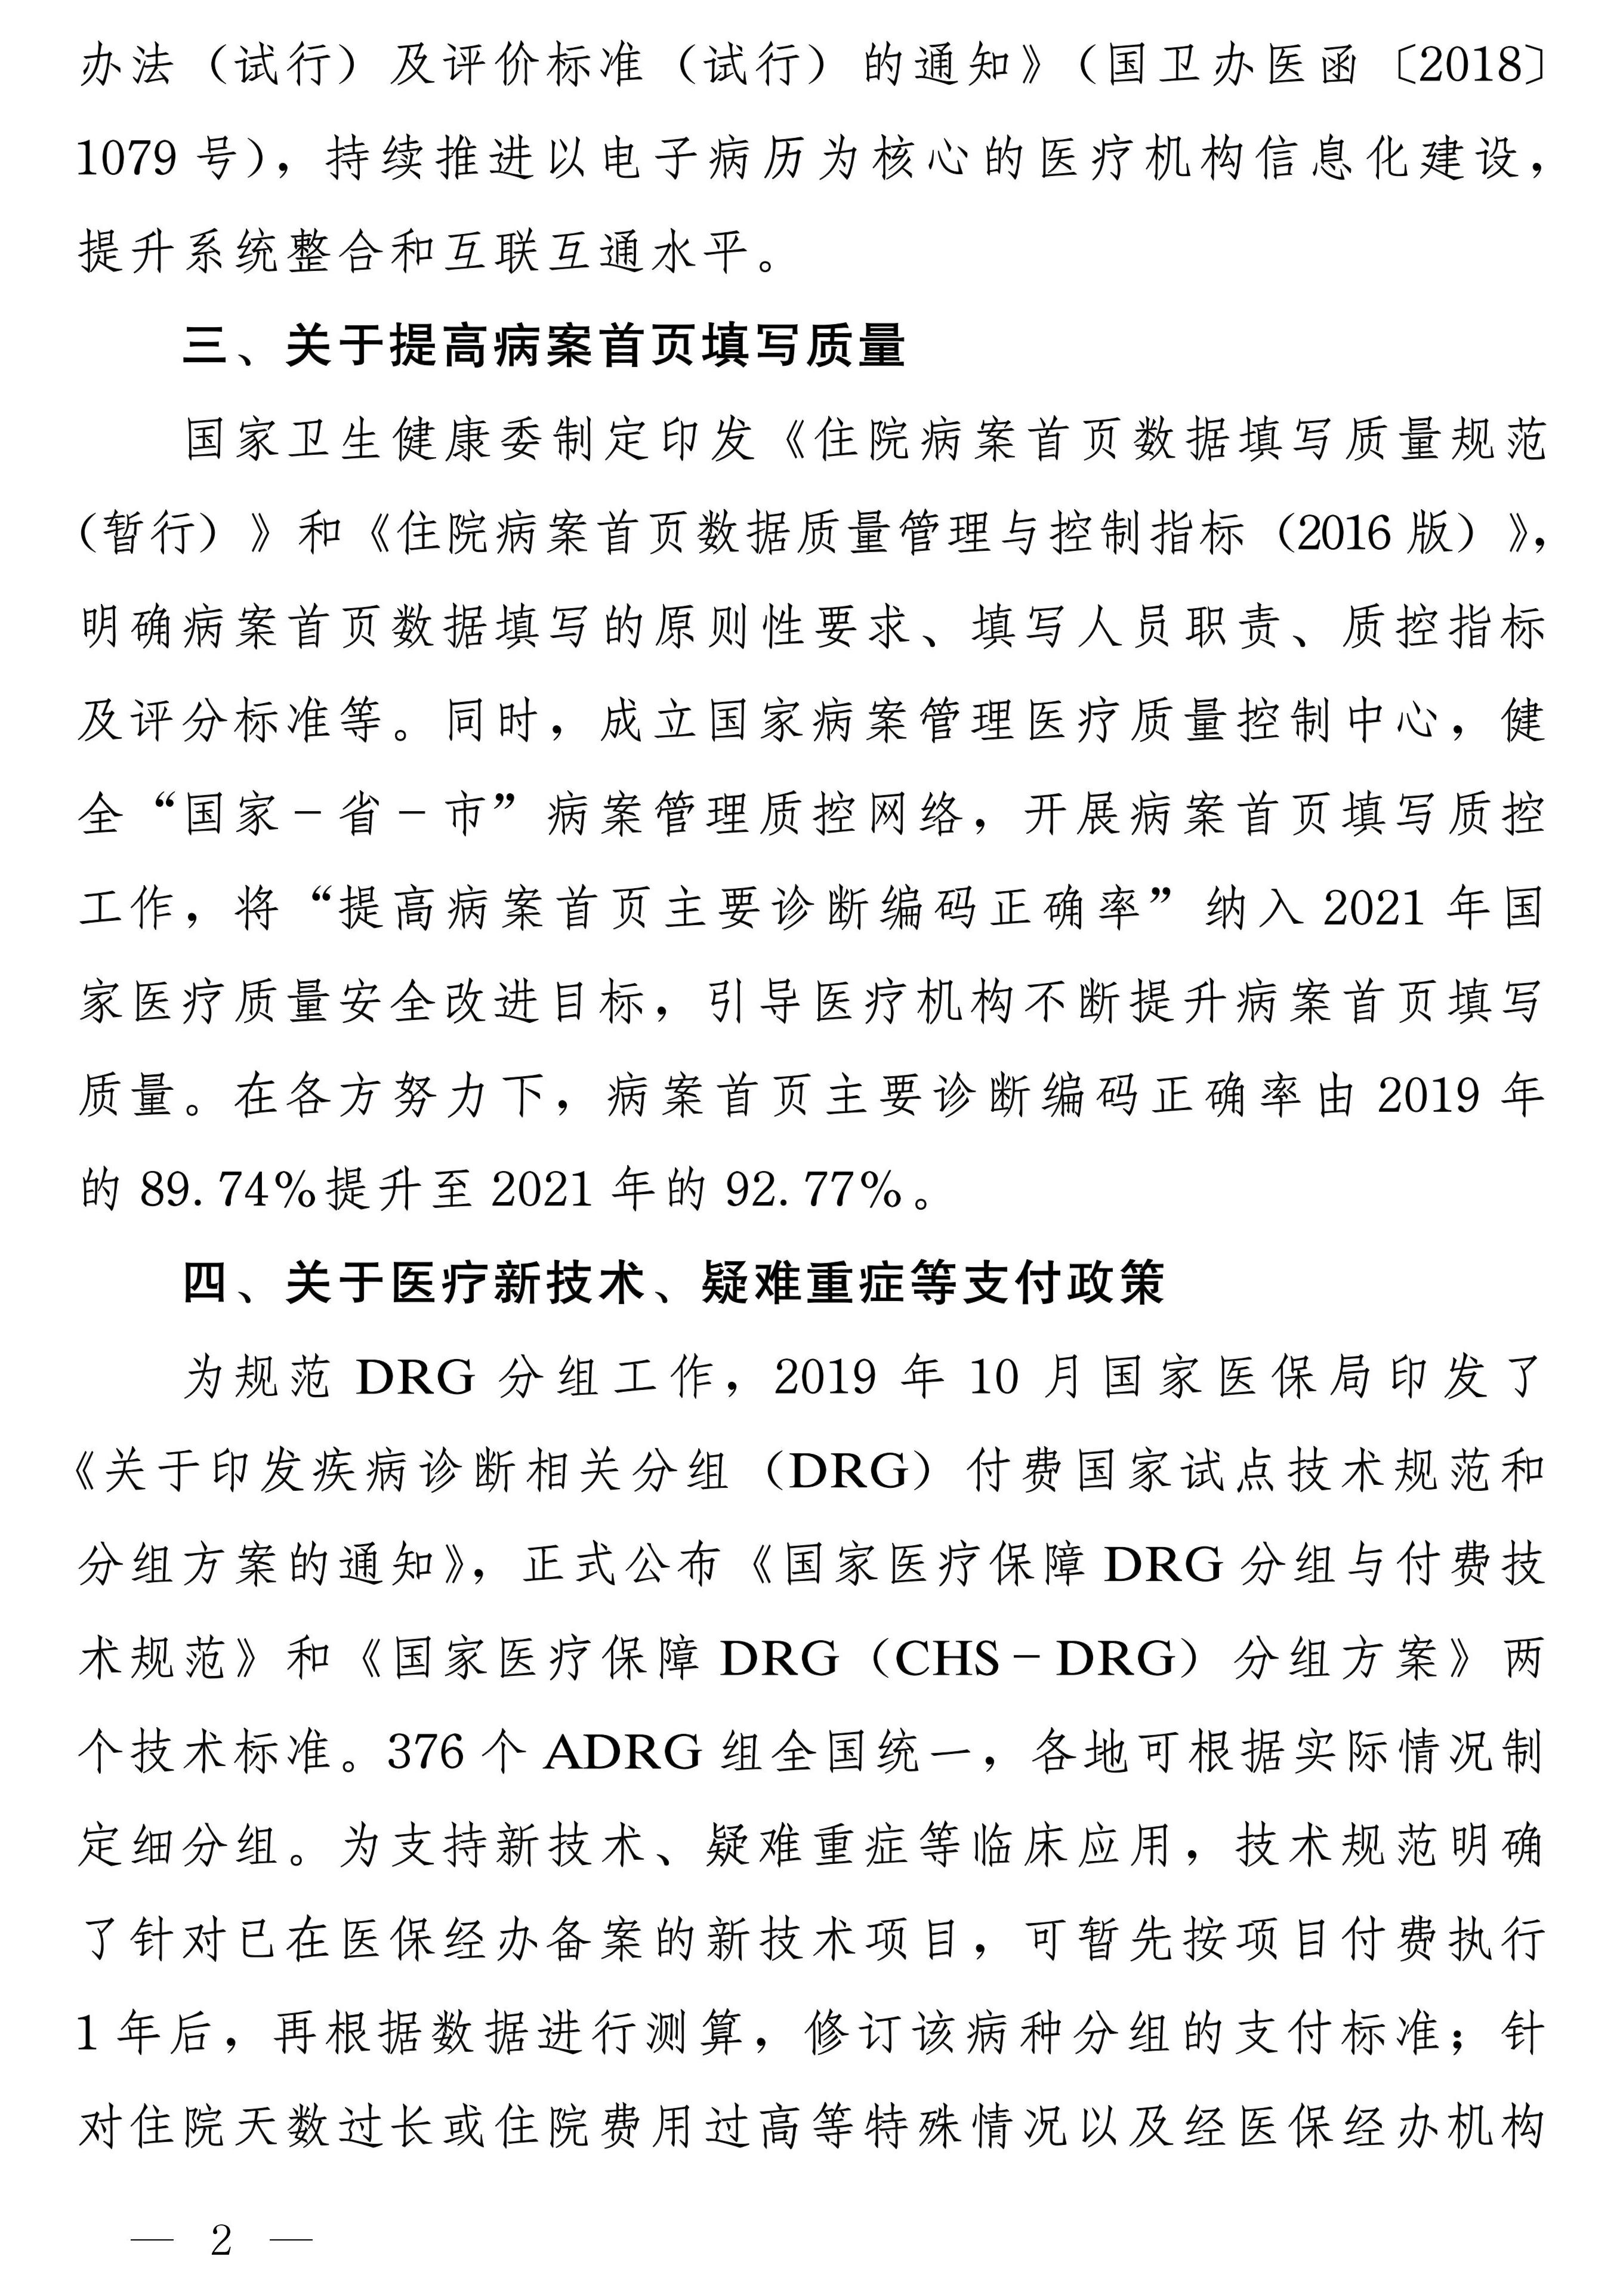 办法（试行）及评价标准（试行）的通知》（国卫办医函〔2018〕
1079 号），持续推进以电子病历为核心的医疗机构信息化建设，
提升系统整合和互联互通水平。
三、关于提高病案首页填写质量
国家卫生健康委制定印发《住院病案首页数据填写质量规范
（暂行）》和《住院病案首页数据质量管理与控制指标（2016 版）》，
明确病案首页数据填写的原则性要求、填写人员职责、质控指标
及评分标准等。同时，成立国家病案管理医疗质量控制中心，健
全“国家－省－市”病案管理质控网络，开展病案首页填写质控
工作，将“提高病案首页主要诊断编码正确率”纳入 2021 年国
家医疗质量安全改进目标，引导医疗机构不断提升病案首页填写
质量。在各方努力下，病案首页主要诊断编码正确率由 2019 年
的 89.74%提升至 2021 年的 92.77%。
四、关于医疗新技术、疑难重症等支付政策
为规范 DRG 分组工作，2019 年 10 月国家医保局印发了
《关于印发疾病诊断相关分组（DRG）付费国家试点技术规范和
分组方案的通知》，正式公布《国家医疗保障 DRG 分组与付费技
术规范》和《国家医疗保障 DRG（CHS－DRG）分组方案》两
个技术标准。376 个 ADRG 组全国统一，各地可根据实际情况制
定细分组。为支持新技术、疑难重症等临床应用，技术规范明确
了针对已在医保经办备案的新技术项目，可暂先按项目付费执行
1 年后，再根据数据进行测算，修订该病种分组的支付标准；针
对住院天数过长或住院费用过高等特殊情况以及经医保经办机构
— 2 —